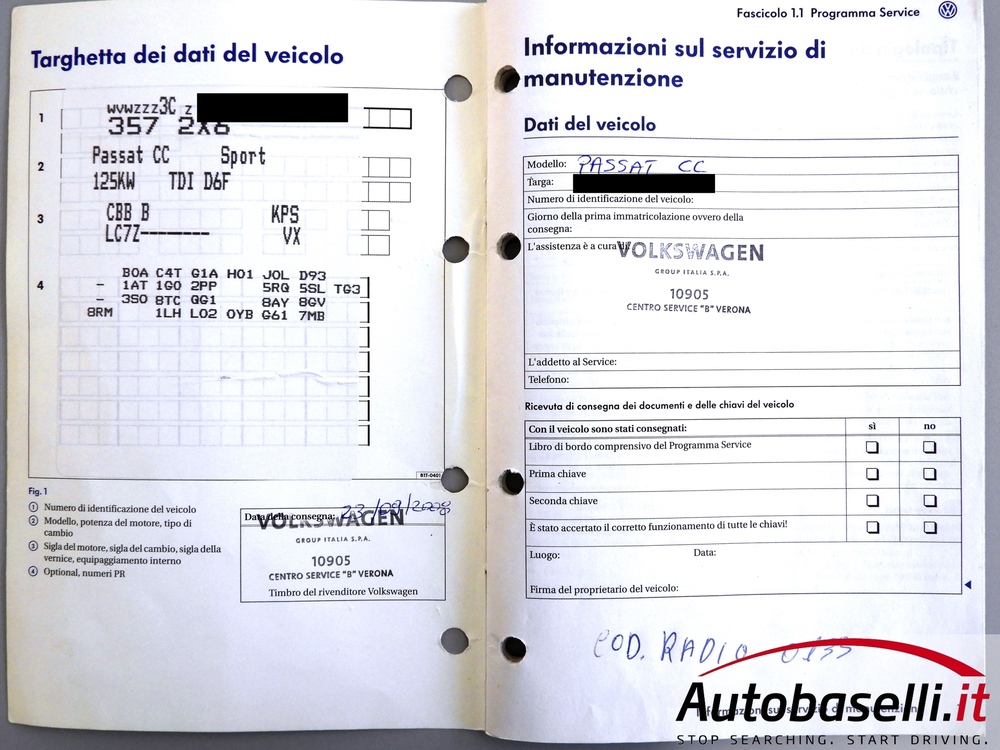 Targhetta dei dati del veicolo
1
WVWZZZ3C Z
357 2X6
2
Passat CC Sport
125KW TDI D6F
3
CBB B KPS
LC7Z-------- VX
4
B0A C4T G1A H01 J0L D93
- 1AT 1G0 2PP 5RQ 5SL TG3
- 3S0 8TC QG1 8AY 8GV
8RM 1LH L02 0YB G61 7MB
B1F-0401
Fig. 1
① Numero di identificazione del veicolo
② Modello, potenza del motore, tipo di
cambio
③ Sigla del motore, sigla del cambio, sigla della
vernice, equipaggiamento interno
④ Optional, numeri PR
Data della consegna: 23/09/2008
VOLKSWAGEN
GROUP ITALIA S.P.A.
10905
CENTRO SERVICE "B" VERONA
Timbro del rivenditore Volkswagen
Fascicolo 1.1 Programma Service
Informazioni sul servizio di
manutenzione
Dati del veicolo
Modello: PASSAT CC
Targa:
Numero di identificazione del veicolo:
Giorno della prima immatricolazione ovvero della
consegna:
L'assistenza è a cura di:
VOLKSWAGEN
GROUP ITALIA S.P.A.
10905
CENTRO SERVICE "B" VERONA
L'addetto al Service:
Telefono:
Ricevuta di consegna dei documenti e delle chiavi del veicolo
Con il veicolo sono stati consegnati: sì no
Libro di bordo comprensivo del Programma Service
Prima chiave
Seconda chiave
È stato accertato il corretto funzionamento di tutte le chiavi!
Luogo: Data:
Firma del proprietario del veicolo:
COD. RADIO
Autobaselli.it
Informazioni sul servizio di manutenzione
STOP SEARCHING. START DRIVING.